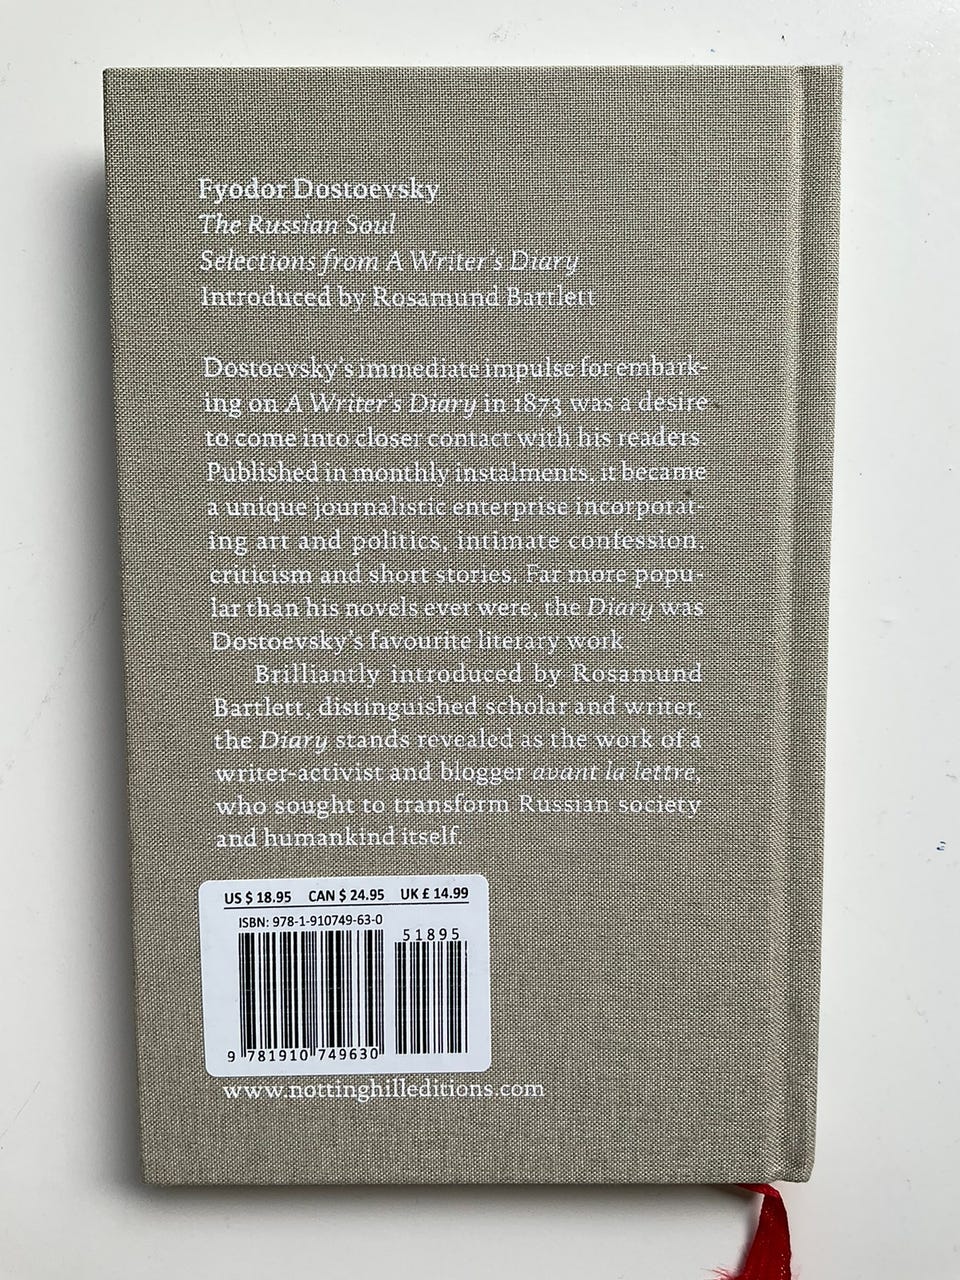 Fyodor Dostoevsky
The Russian Soul
Selections from A Writer's Diary
Introduced by Rosamund Bartlett
Dostoevsky's immediate impulse for embark-
ing on A Writer's Diary in 1873 was a desire
to come into closer contact with his readers.
Published in monthly instalments, it became
a unique journalistic enterprise incorporat-
ing art and politics, intimate confession,
criticism and short stories. Far more popu-
lar than his novels ever were, the Diary was
Dostoevsky's favourite literary work.
Brilliantly introduced by Rosamund
Bartlett, distinguished scholar and writer,
the Diary stands revealed as the work of a
writer-activist and blogger avant la lettre,
who sought to transform Russian society
and humankind itself.
US $ 18.95 CAN $ 24.95 UK £ 14.99
ISBN: 978-1-910749-63-0
51895
9 781910 749630
www.nottinghilleditions.com